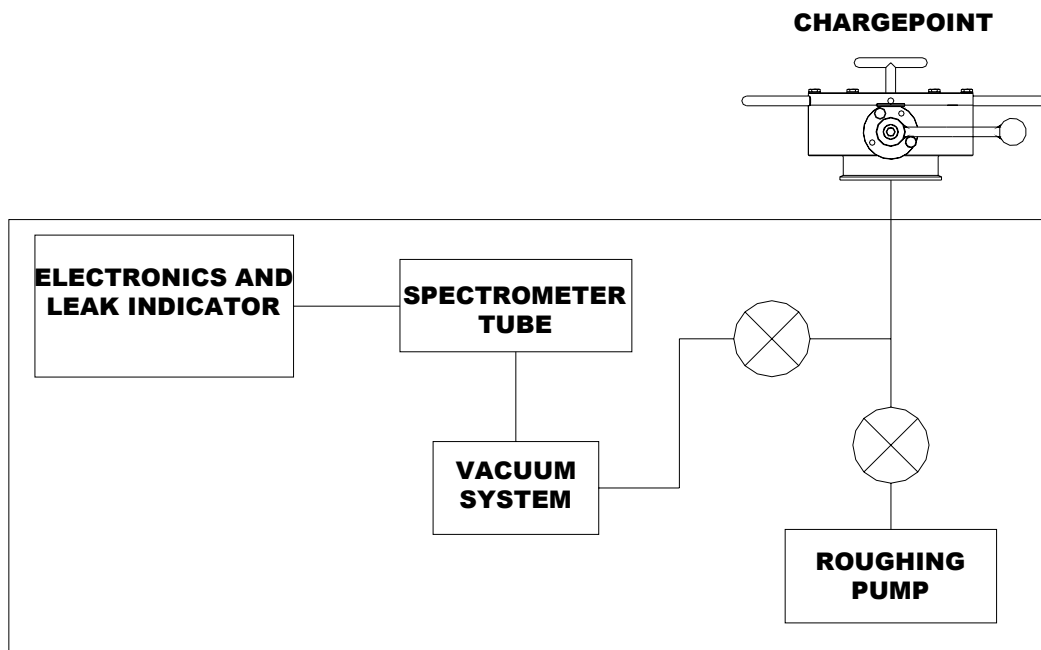 CHARGEPOINT
ELECTRONICS AND
LEAK INDICATOR
SPECTROMETER
TUBE
VACUUM
SYSTEM
ROUGHING
PUMP